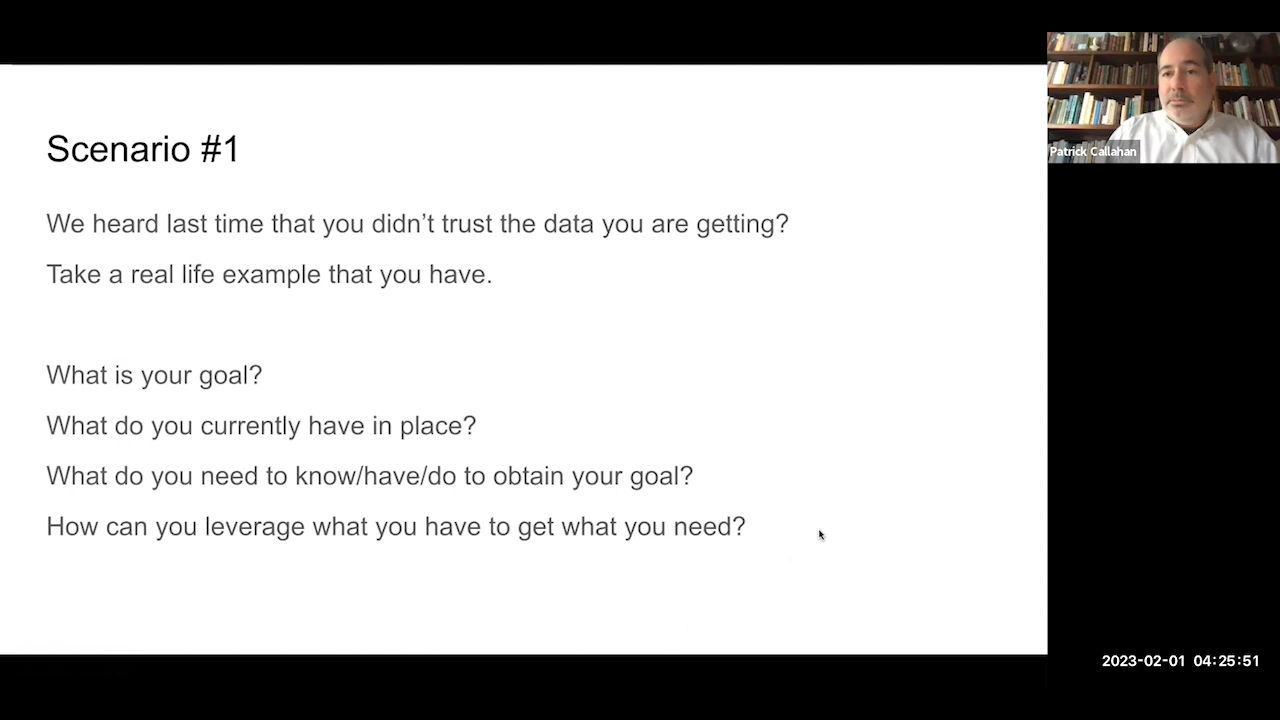 Scenario #1
We heard last time that you didn’t trust the data you are getting?
Take a real life example that you have.
What is your goal?
What do you currently have in place?
What do you need to know/have/do to obtain your goal?
How can you leverage what you have to get what you need?
Patrick Callahan
2023-02-01 04:25:51